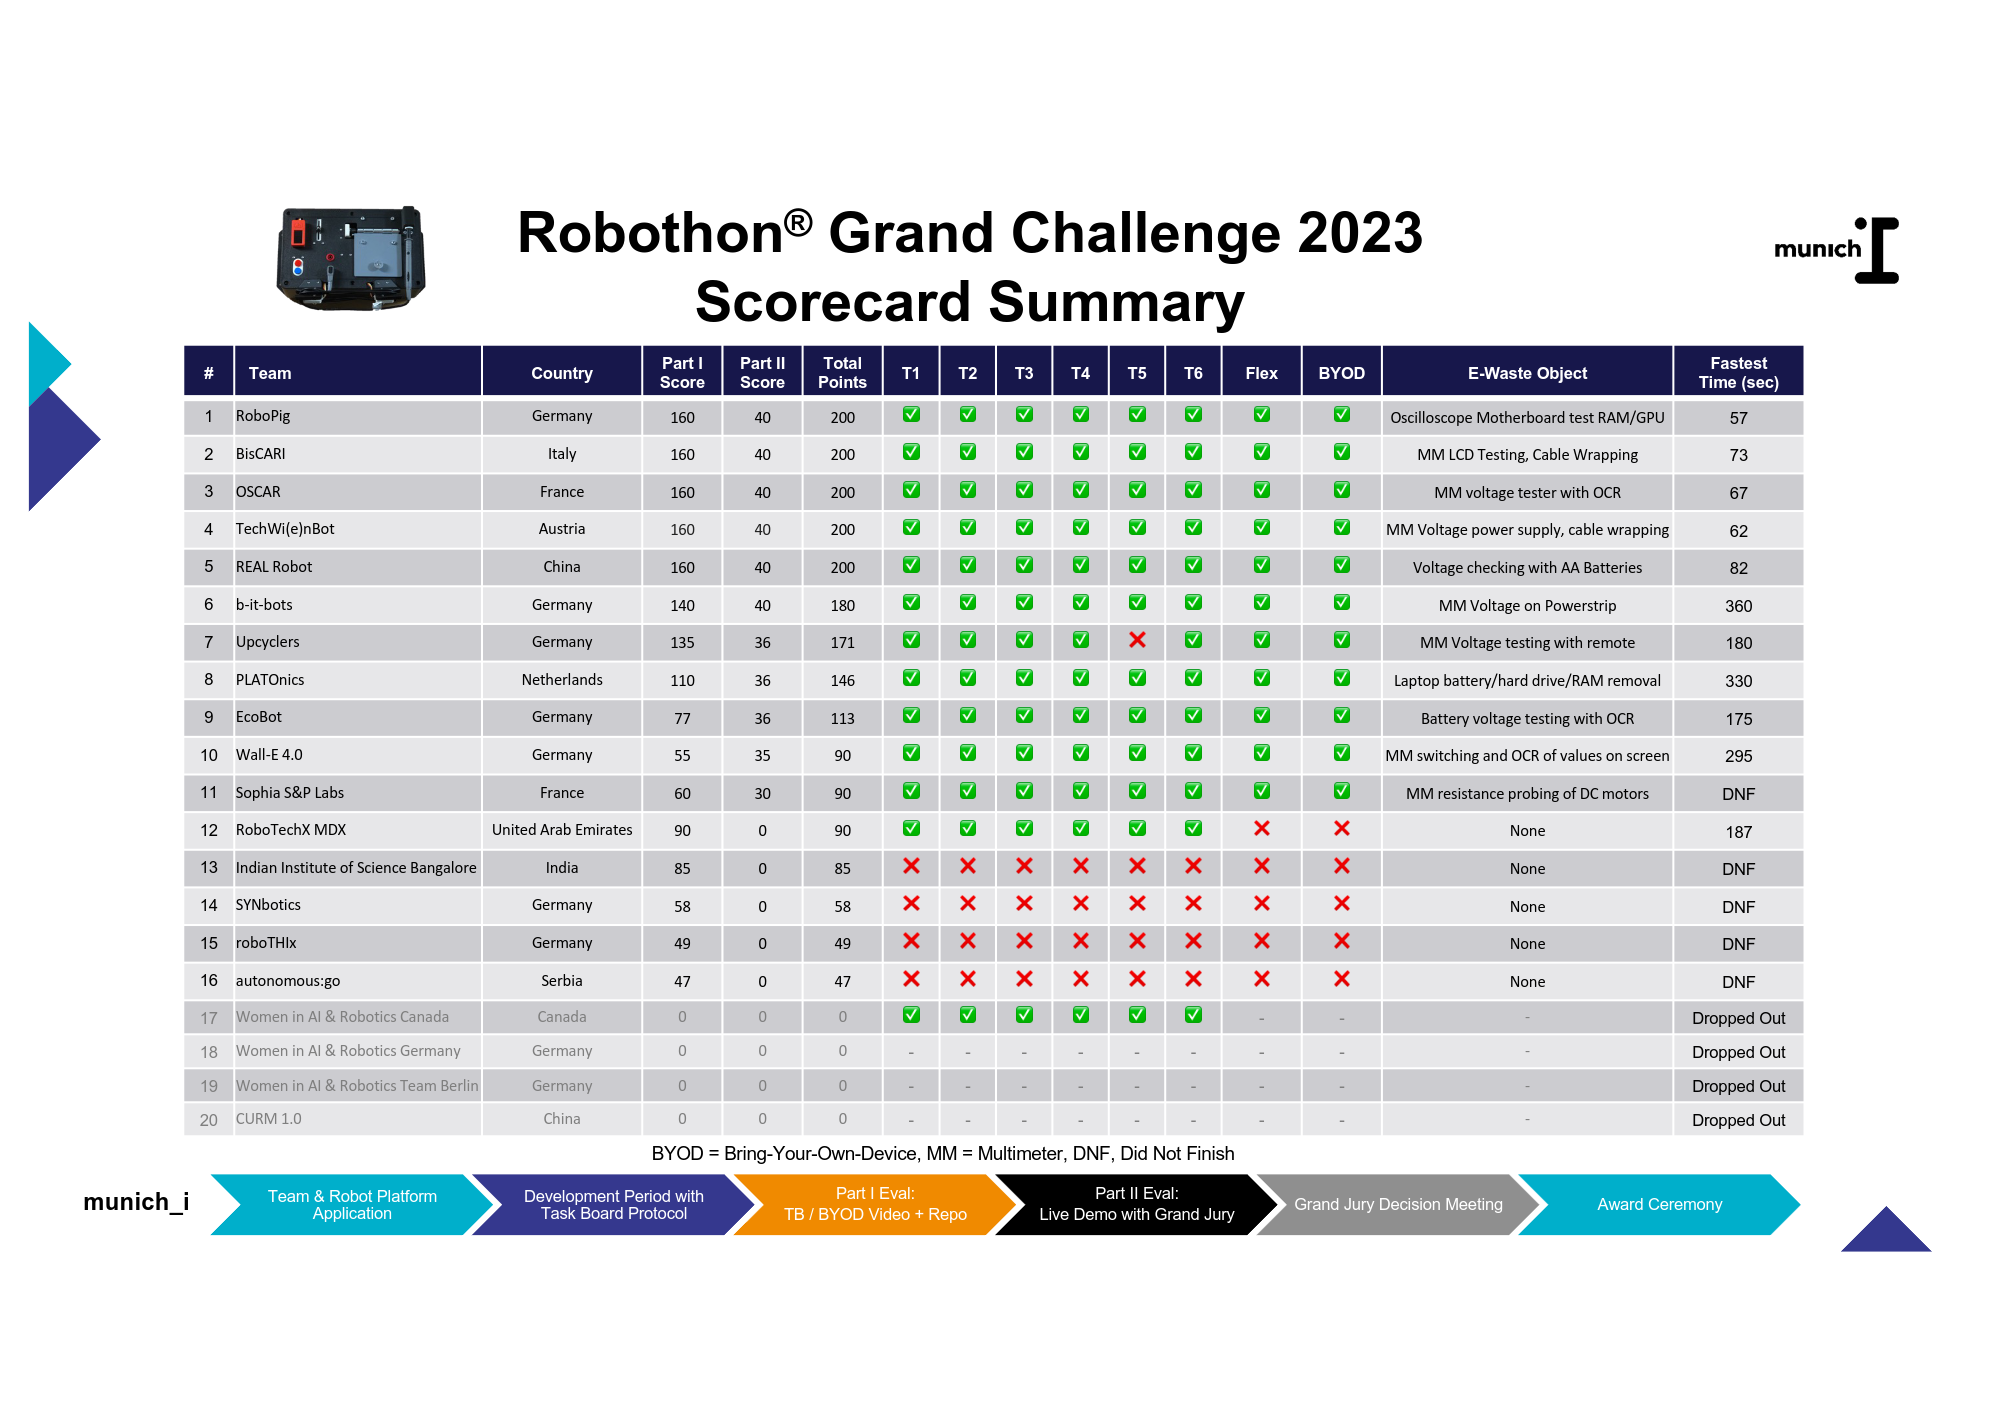 Robothon® Grand Challenge 2023
Scorecard Summary
munich
# Team Country Part I Score Part II Score Total Points T1 T2 T3 T4 T5 T6 Flex BYOD E-Waste Object Fastest Time (sec)
1 RoboPig Germany 160 40 200 ✅ ✅ ✅ ✅ ✅ ✅ ✅ ✅ Oscilloscope Motherboard test RAM/GPU 57
2 BisCARI Italy 160 40 200 ✅ ✅ ✅ ✅ ✅ ✅ ✅ ✅ MM LCD Testing, Cable Wrapping 73
3 OSCAR France 160 40 200 ✅ ✅ ✅ ✅ ✅ ✅ ✅ ✅ MM voltage tester with OCR 67
4 TechWi(e)nBot Austria 160 40 200 ✅ ✅ ✅ ✅ ✅ ✅ ✅ ✅ MM Voltage power supply, cable wrapping 62
5 REAL Robot China 160 40 200 ✅ ✅ ✅ ✅ ✅ ✅ ✅ ✅ Voltage checking with AA Batteries 82
6 b-it-bots Germany 140 40 180 ✅ ✅ ✅ ✅ ✅ ✅ ✅ ✅ MM Voltage on Powerstrip 360
7 Upcyclers Germany 135 36 171 ✅ ✅ ✅ ✅ ❌ ✅ ✅ ✅ MM Voltage testing with remote 180
8 PLATOnics Netherlands 110 36 146 ✅ ✅ ✅ ✅ ✅ ✅ ✅ ✅ Laptop battery/hard drive/RAM removal 330
9 EcoBot Germany 77 36 113 ✅ ✅ ✅ ✅ ✅ ✅ ✅ ✅ Battery voltage testing with OCR 175
10 Wall-E 4.0 Germany 55 35 90 ✅ ✅ ✅ ✅ ✅ ✅ ✅ ✅ MM switching and OCR of values on screen 295
11 Sophia S&P Labs France 60 30 90 ✅ ✅ ✅ ✅ ✅ ✅ ✅ ✅ MM resistance probing of DC motors DNF
12 RoboTechX MDX United Arab Emirates 90 0 90 ✅ ✅ ✅ ✅ ✅ ✅ ❌ ❌ None 187
13 Indian Institute of Science Bangalore India 85 0 85 ❌ ❌ ❌ ❌ ❌ ❌ ❌ ❌ None DNF
14 SYNbotics Germany 58 0 58 ❌ ❌ ❌ ❌ ❌ ❌ ❌ ❌ None DNF
15 roboTHIx Germany 49 0 49 ❌ ❌ ❌ ❌ ❌ ❌ ❌ ❌ None DNF
16 autonomous:go Serbia 47 0 47 ❌ ❌ ❌ ❌ ❌ ❌ ❌ ❌ None DNF
17 Women in AI & Robotics Canada Canada 0 0 0 ✅ ✅ ✅ ✅ ✅ ✅ - - - Dropped Out
18 Women in AI & Robotics Germany Germany 0 0 0 - - - - - - - - - Dropped Out
19 Women in AI & Robotics Team Berlin Germany 0 0 0 - - - - - - - - - Dropped Out
20 CURM 1.0 China 0 0 0 - - - - - - - - - Dropped Out
BYOD = Bring-Your-Own-Device, MM = Multimeter, DNF, Did Not Finish
munich_i
Team & Robot Platform
Application
Development Period with
Task Board Protocol
Part I Eval:
TB / BYOD Video + Repo
Part II Eval:
Live Demo with Grand Jury
Grand Jury Decision Meeting
Award Ceremony